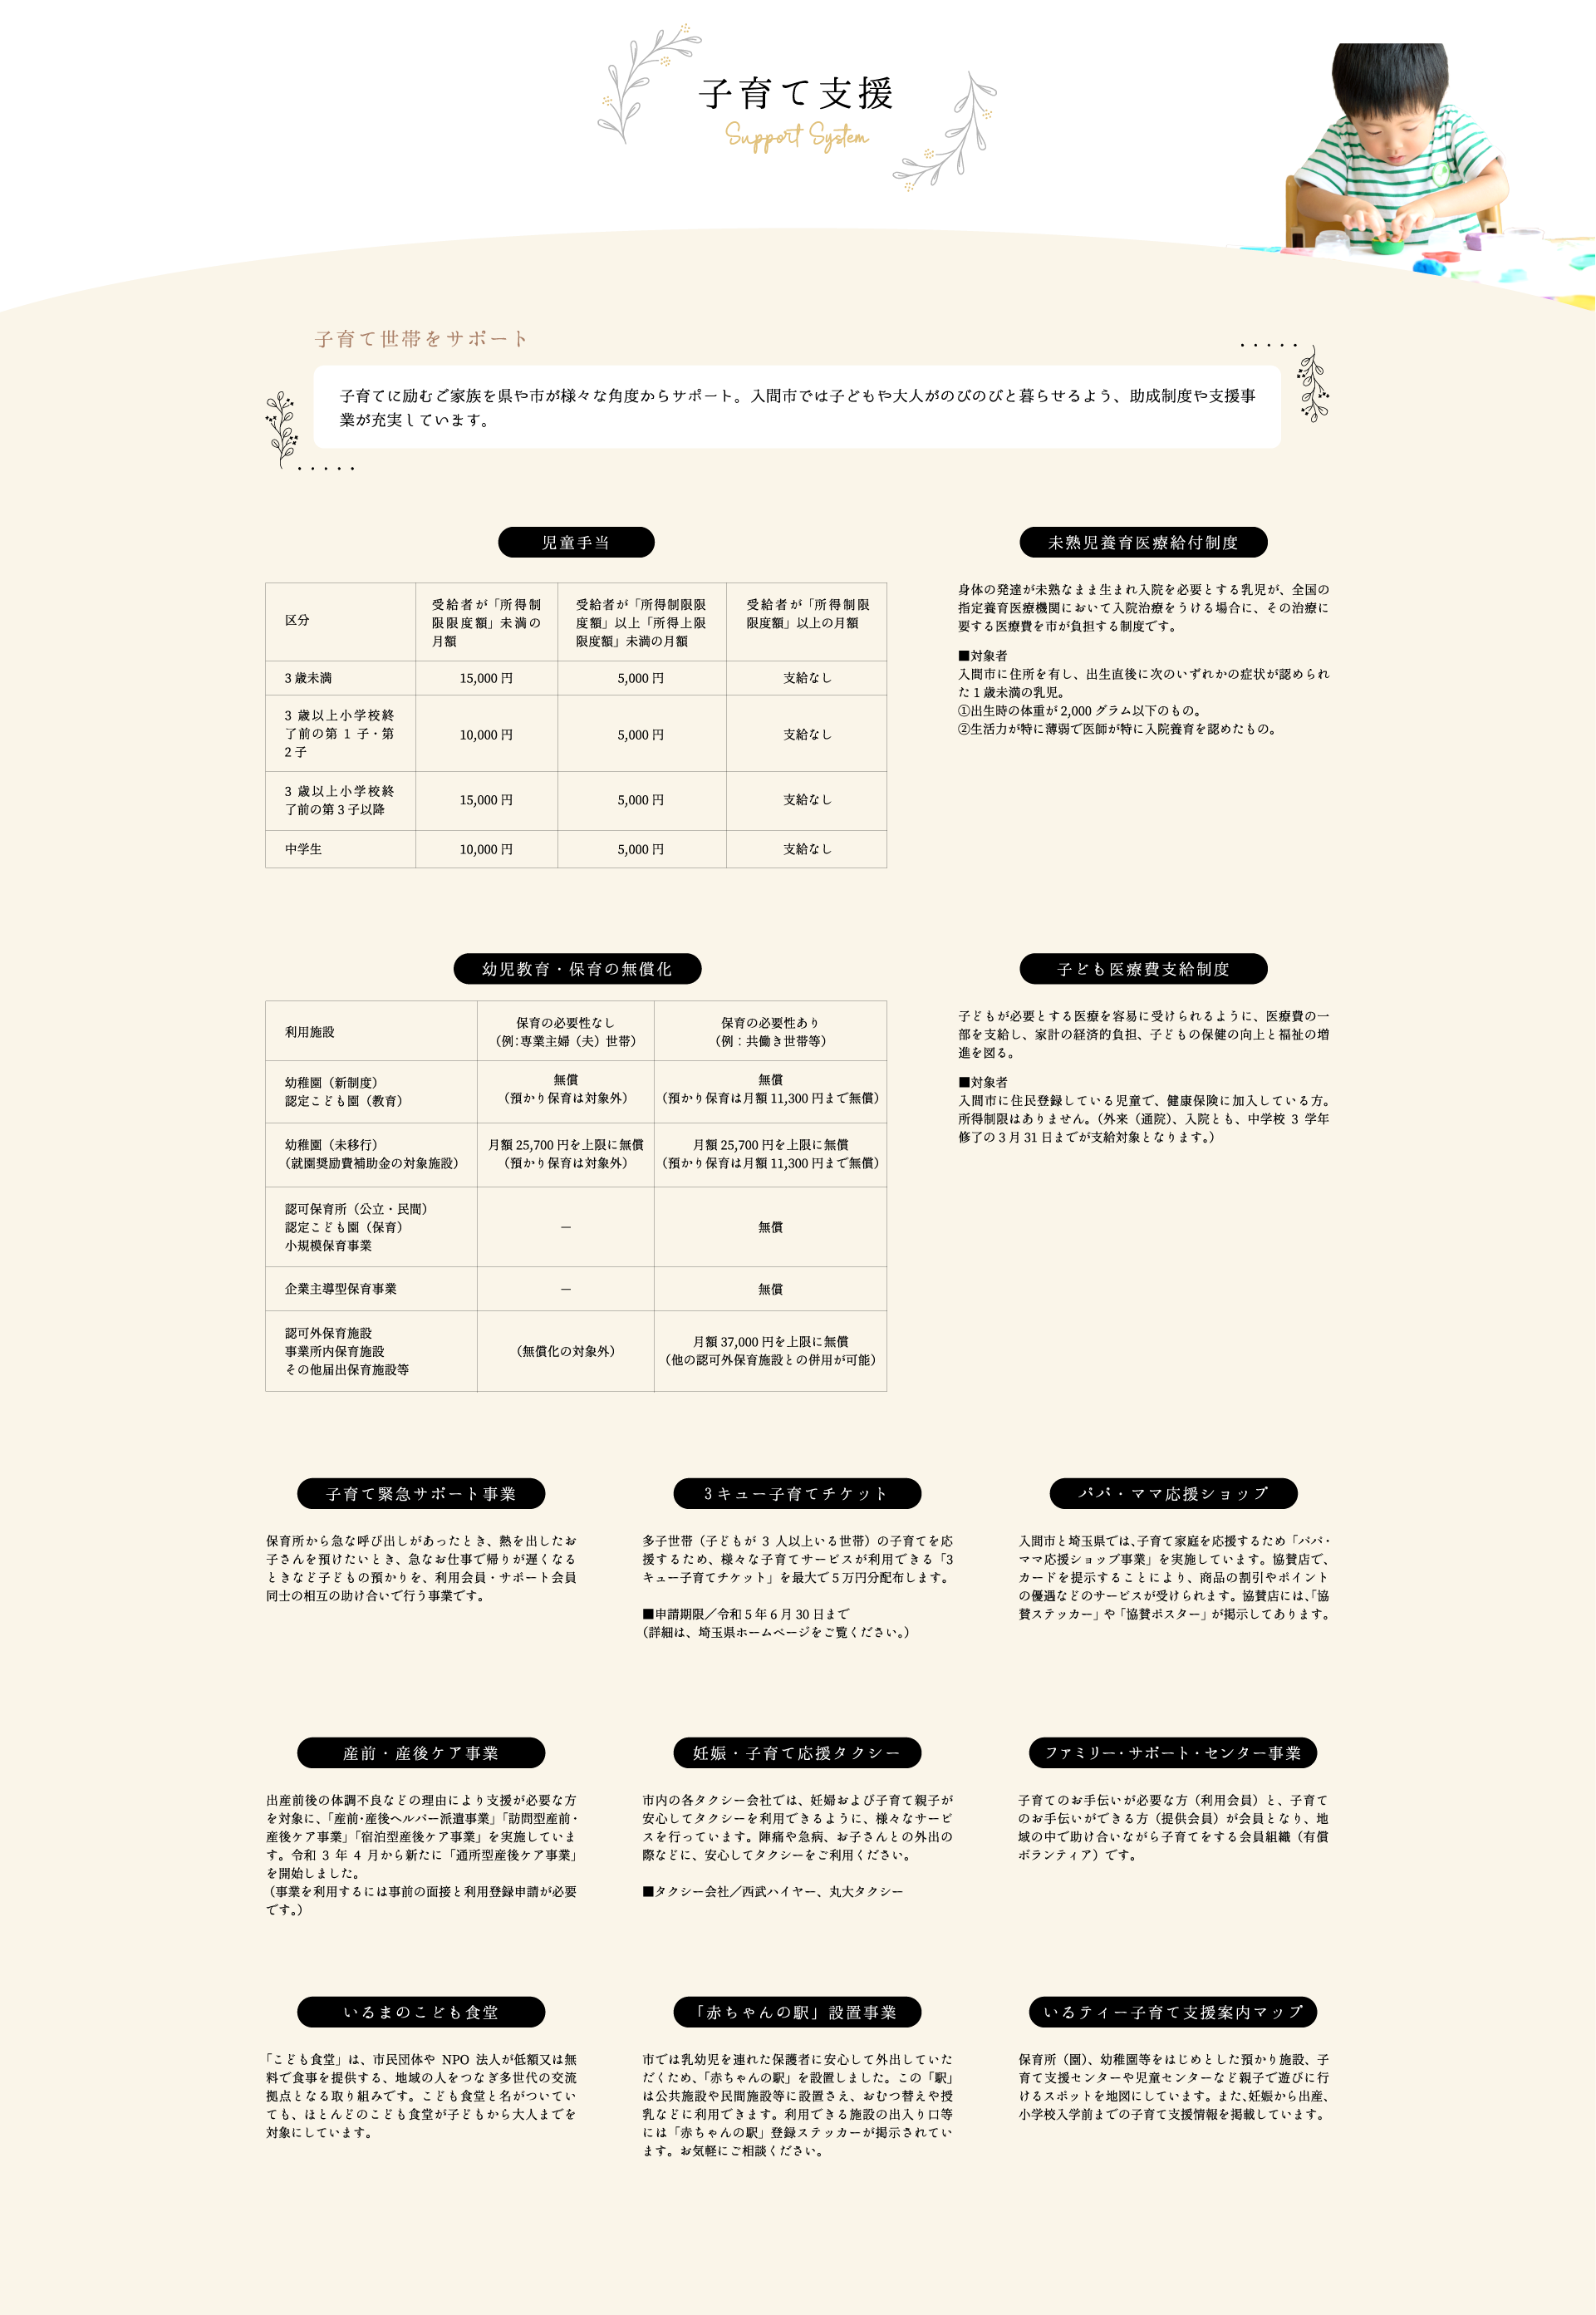 子育て支援
Support System
子育て世帯をサポート
子育てに励むご家族を県や市が様々な角度からサポート。入間市では子どもや大人がのびのびと暮らせるよう、助成制度や支援事
業が充実しています。
児童手当
区分
受給者が「所得制
限限度額」未満の
月額
受給者が「所得制限限
度額」以上「所得上限
限度額」未満の月額
受給者が「所得制限
限度額」以上の月額
3 歳未満
15,000 円
5,000 円
支給なし
3 歳以上小学校終
了前の第 1 子・第
2 子
10,000 円
5,000 円
支給なし
3 歳以上小学校終
了前の第 3 子以降
15,000 円
5,000 円
支給なし
中学生
10,000 円
5,000 円
支給なし
未熟児養育医療給付制度
身体の発達が未熟なまま生まれ入院を必要とする乳児が、全国の
指定養育医療機関において入院治療をうける場合に、その治療に
要する医療費を市が負担する制度です。
■対象者
入間市に住所を有し、出生直後に次のいずれかの症状が認められ
た 1 歳未満の乳児。
①出生時の体重が 2,000 グラム以下のもの。
②生活力が特に薄弱で医師が特に入院養育を認めたもの。
幼児教育・保育の無償化
利用施設
保育の必要性なし
（例：専業主婦（夫）世帯）
保育の必要性あり
（例：共働き世帯等）
幼稚園（新制度）
認定こども園（教育）
無償
（預かり保育は対象外）
無償
（預かり保育は月額 11,300 円まで無償）
幼稚園（未移行）
（就園奨励費補助金の対象施設）
月額 25,700 円を上限に無償
（預かり保育は対象外）
月額 25,700 円を上限に無償
（預かり保育は月額 11,300 円まで無償）
認可保育所（公立・民間）
認定こども園（保育）
小規模保育事業
―
無償
企業主導型保育事業
―
無償
認可外保育施設
事業所内保育施設
その他届出保育施設等
（無償化の対象外）
月額 37,000 円を上限に無償
（他の認可外保育施設との併用が可能）
子ども医療費支給制度
子どもが必要とする医療を容易に受けられるように、医療費の一
部を支給し、家計の経済的負担、子どもの保健の向上と福祉の増
進を図る。
■対象者
入間市に住民登録している児童で、健康保険に加入している方。
所得制限はありません。（外来（通院）、入院とも、中学校 3 学年
修了の 3 月 31 日までが支給対象となります。）
子育て緊急サポート事業
保育所から急な呼び出しがあったとき、熱を出したお
子さんを預けたいとき、急なお仕事で帰りが遅くなる
ときなど子どもの預かりを、利用会員・サポート会員
同士の相互の助け合いで行う事業です。
3 キュー子育てチケット
多子世帯（子どもが 3 人以上いる世帯）の子育てを応
援するため、様々な子育てサービスが利用できる「3
キュー子育てチケット」を最大で 5 万円分配布します。
■申請期限／令和 5 年 6 月 30 日まで
（詳細は、埼玉県ホームページをご覧ください。）
パパ・ママ応援ショップ
入間市と埼玉県では、子育て家庭を応援するため「パパ・
ママ応援ショップ事業」を実施しています。協賛店で、
カードを提示することにより、商品の割引やポイント
の優遇などのサービスが受けられます。協賛店には、「協
賛ステッカー」や「協賛ポスター」が掲示してあります。
産前・産後ケア事業
出産前後の体調不良などの理由により支援が必要な方
を対象に、「産前・産後ヘルパー派遣事業」「訪問型産前・
産後ケア事業」「宿泊型産後ケア事業」を実施していま
す。令和 3 年 4 月から新たに「通所型産後ケア事業」
を開始しました。
（事業を利用するには事前の面接と利用登録申請が必要
です。）
妊娠・子育て応援タクシー
市内の各タクシー会社では、妊婦および子育て親子が
安心してタクシーを利用できるように、様々なサービ
スを行っています。陣痛や急病、お子さんとの外出の
際などに、安心してタクシーをご利用ください。
■タクシー会社／西武ハイヤー、丸大タクシー
ファミリー・サポート・センター事業
子育てのお手伝いが必要な方（利用会員）と、子育て
のお手伝いができる方（提供会員）が会員となり、地
域の中で助け合いながら子育てをする会員組織（有償
ボランティア）です。
いるまのこども食堂
「こども食堂」は、市民団体や NPO 法人が低額又は無
料で食事を提供する、地域の人をつなぎ多世代の交流
拠点となる取り組みです。こども食堂と名がついてい
ても、ほとんどのこども食堂が子どもから大人までを
対象にしています。
「赤ちゃんの駅」設置事業
市では乳幼児を連れた保護者に安心して外出していた
だくため、「赤ちゃんの駅」を設置しました。この「駅」
は公共施設や民間施設等に設置さえ、おむつ替えや授
乳などに利用できます。利用できる施設の出入り口等
には「赤ちゃんの駅」登録ステッカーが掲示されてい
ます。お気軽にご相談ください。
いるティー子育て支援案内マップ
保育所（園）、幼稚園等をはじめとした預かり施設、子
育て支援センターや児童センターなど親子で遊びに行
けるスポットを地図にしています。また、妊娠から出産、
小学校入学前までの子育て支援情報を掲載しています。